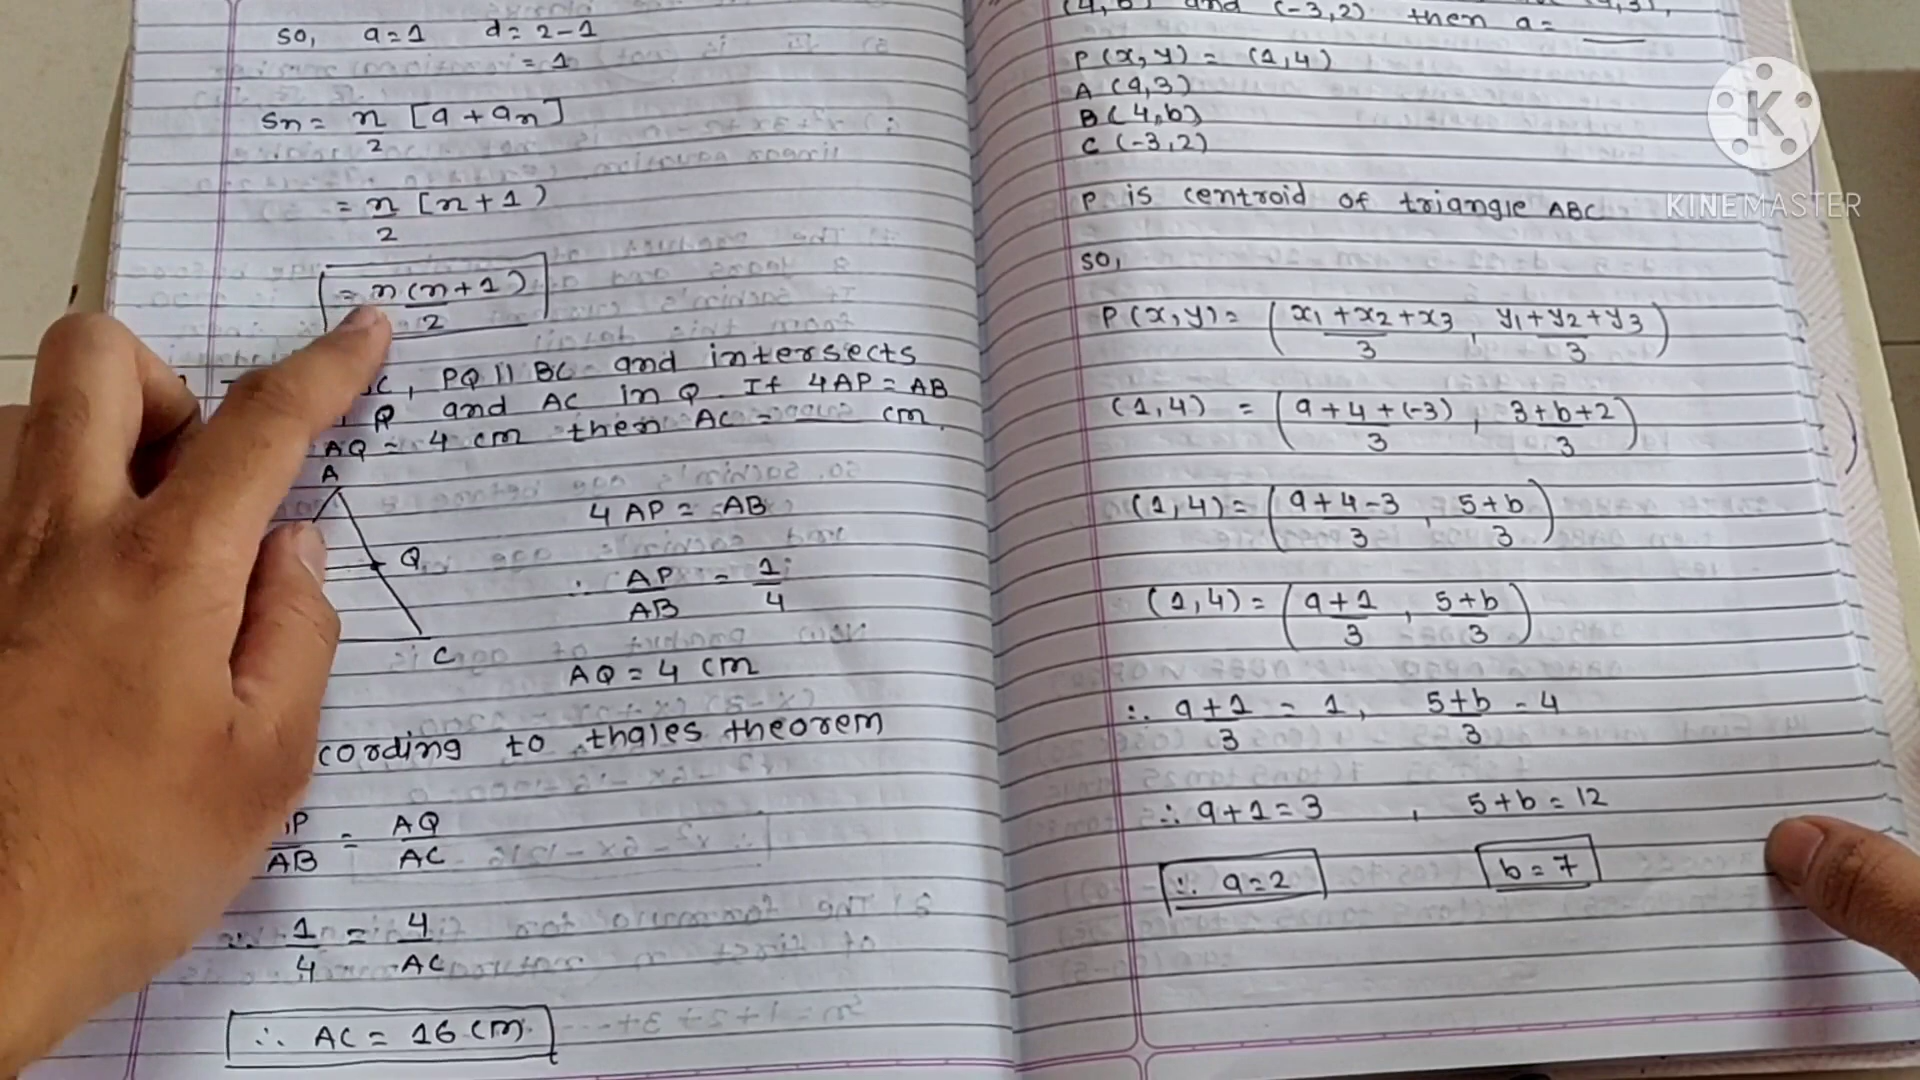 so, a=1 d=2-1
=1
Sn = n/2 [a + an]
= n/2 [n+1)
= n(n+1)/2
BC, PQ || BC and intersects
P and AC in Q. If 4AP = AB
AQ = 4 cm then AC = ___ cm.
A
4 AP = AB
Q
∴ AP/AB = 1/4
C
AQ = 4 cm
cording to thales theorem
P/AB = AQ/AC
1/4 = 4/AC
∴ AC = 16 cm.
and (-3,2) then a= ___
P(x,y) = (1,4)
A (a,3)
B(4,b)
C (-3,2)
P is centroid of triangle ABC
so,
P(x,y) = (x1+x2+x3/3, y1+y2+y3/3)
(1,4) = (a+4+(-3)/3, 3+b+2/3)
(1,4) = (a+4-3/3, 5+b/3)
(1,4) = (a+1/3, 5+b/3)
∴ a+1/3 = 1, 5+b/3 = 4
∴ a+1=3 , 5+b=12
∴ a=2 b=7
K
KINEMASTER